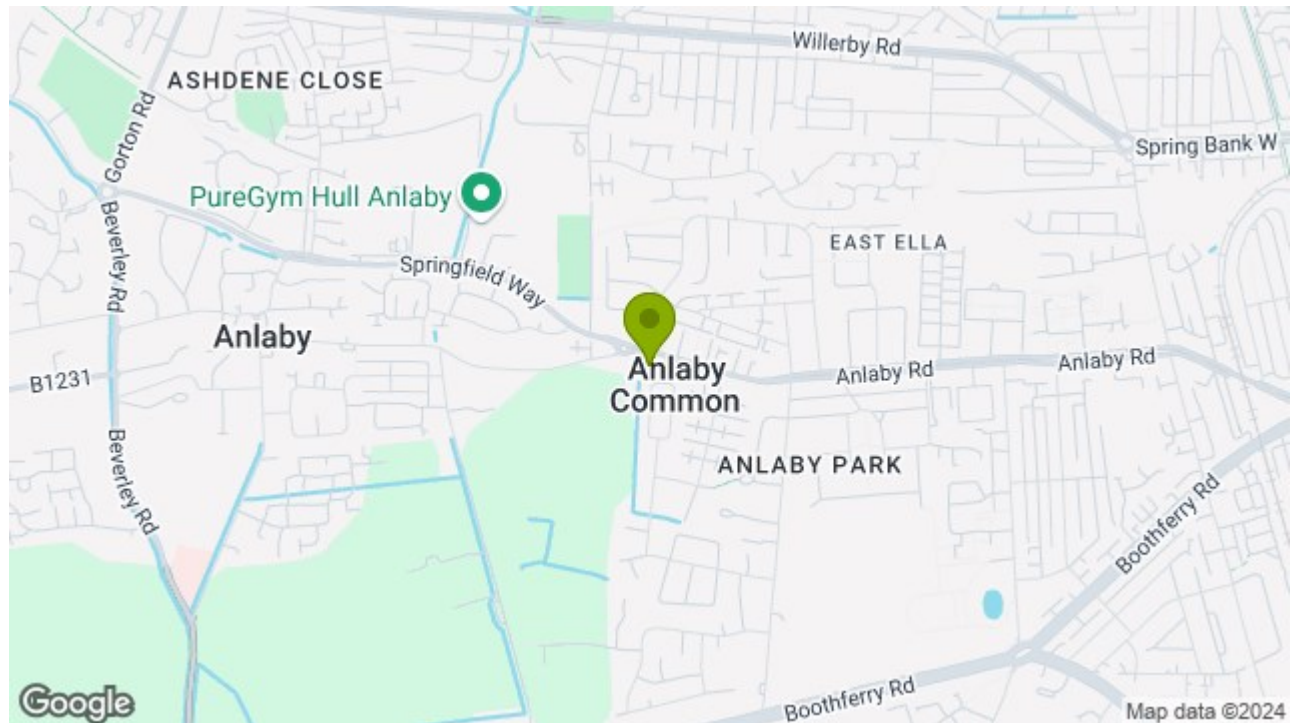 Willerby Rd
ASHDENE CLOSE
Gorton Rd
Spring Bank W
PureGym Hull Anlaby
Beverley Rd
EAST ELLA
Springfield Way
Anlaby
Anlaby
Common
Anlaby Rd
Anlaby Rd
B1231
ANLABY PARK
Beverley Rd
Boothferry Rd
Boothferry Rd
Google
Map data ©2024